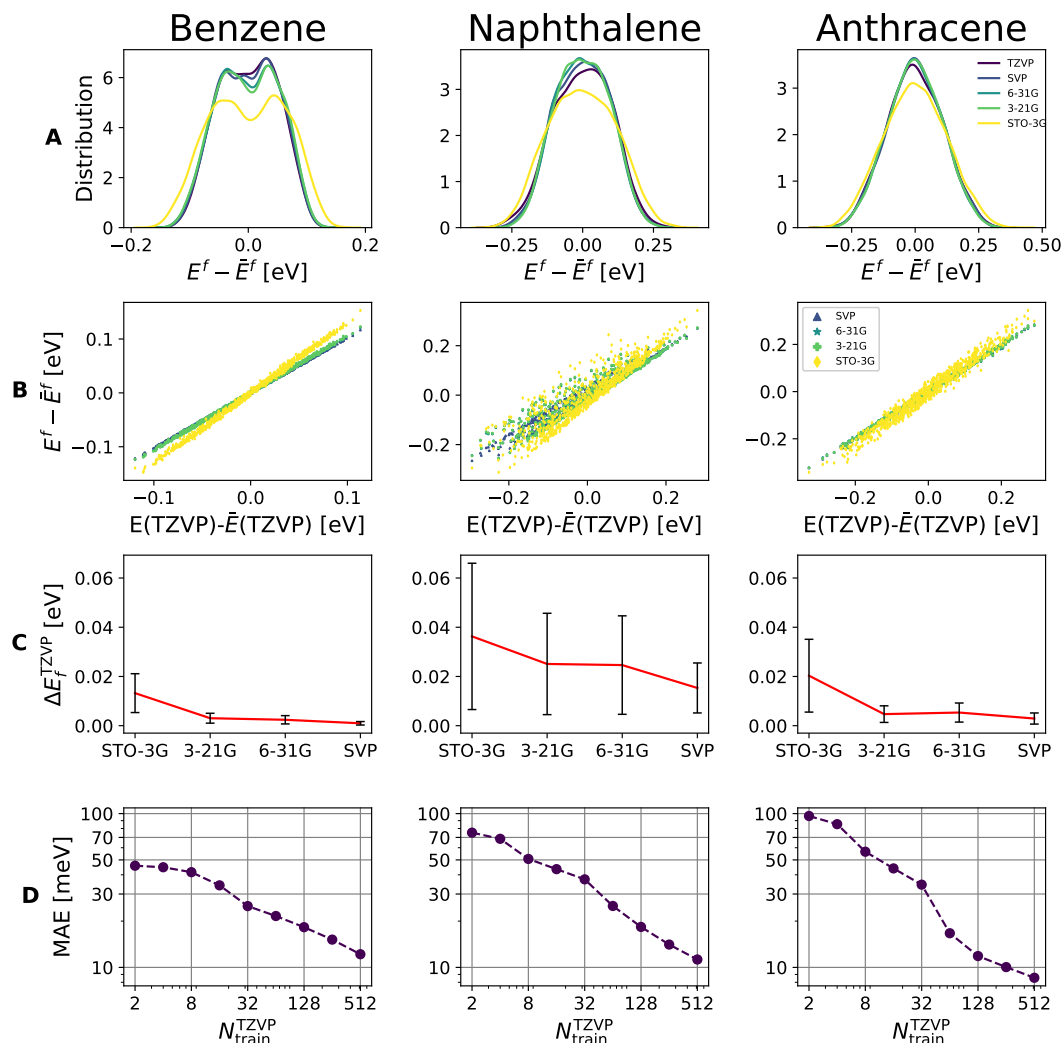 Benzene Naphthalene Anthracene
A
Distribution
6
4
2
0
−0.2 0.0 0.2
E^f − Ē^f [eV]
3
2
1
0
−0.25 0.00 0.25
E^f − Ē^f [eV]
TZVP
SVP
6-31G
3-21G
STO-3G
3
2
1
0
−0.25 0.00 0.25 0.50
E^f − Ē^f [eV]
B
E^f − Ē^f [eV]
0.1
0.0
−0.1
−0.1 0.0 0.1
E(TZVP)-Ē(TZVP) [eV]
0.2
0.0
−0.2
−0.2 0.0 0.2
E(TZVP)-Ē(TZVP) [eV]
SVP
6-31G
3-21G
STO-3G
0.2
0.0
−0.2
−0.2 0.0 0.2
E(TZVP)-Ē(TZVP) [eV]
C
ΔE_f^TZVP [eV]
0.06
0.04
0.02
0.00
STO-3G 3-21G 6-31G SVP
0.06
0.04
0.02
0.00
STO-3G 3-21G 6-31G SVP
0.06
0.04
0.02
0.00
STO-3G 3-21G 6-31G SVP
D
MAE [meV]
100
70
50
30
10
2 8 32 128 512
N_train^TZVP
100
70
50
30
10
2 8 32 128 512
N_train^TZVP
100
70
50
30
10
2 8 32 128 512
N_train^TZVP